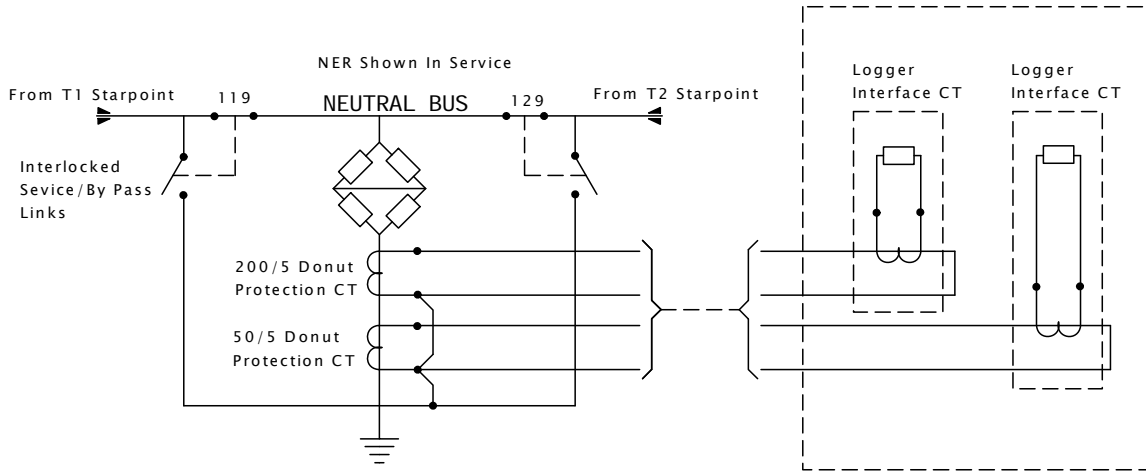 NER Shown In Service
From T1 Starpoint
119
NEUTRAL BUS
129
From T2 Starpoint
Logger
Interface CT
Logger
Interface CT
Interlocked
Sevice/By Pass
Links
200/5 Donut
Protection CT
50/5 Donut
Protection CT